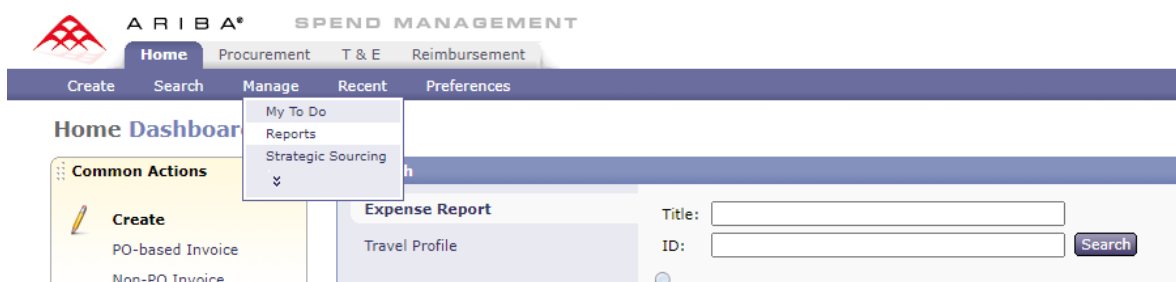 ARIBA® SPEND MANAGEMENT
Home Procurement T & E Reimbursement
Create Search Manage Recent Preferences
My To Do
Reports
Strategic Sourcing
Home Dashboar
Common Actions
Create
PO-based Invoice
Non-PO Invoice
h
Expense Report
Travel Profile
Title:
ID:
Search